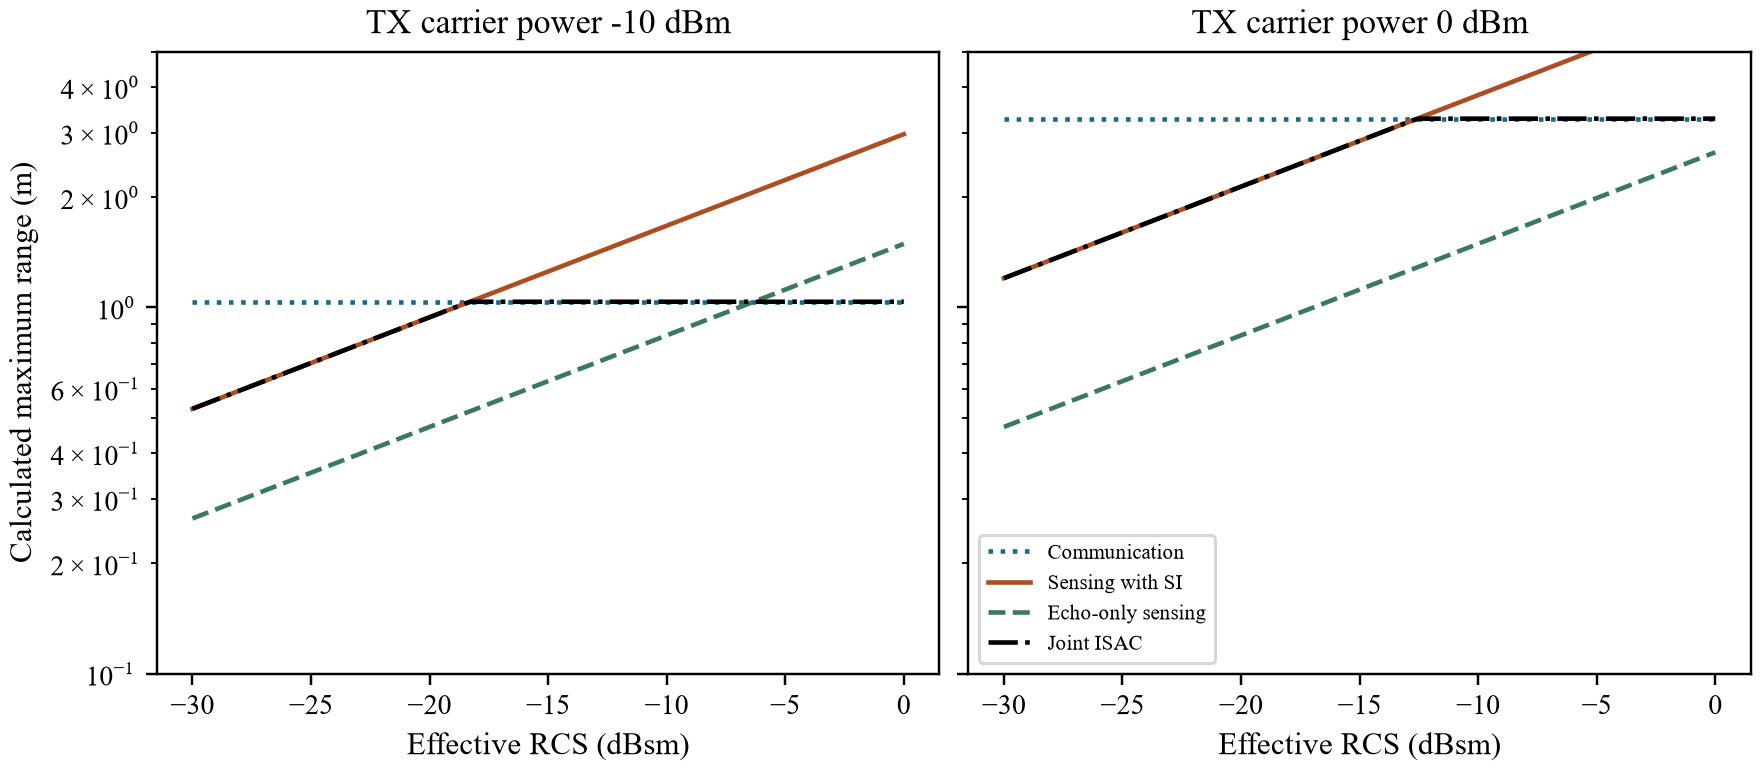 TX carrier power -10 dBm
TX carrier power 0 dBm
Calculated maximum range (m)
4 × 10⁰
3 × 10⁰
2 × 10⁰
10⁰
6 × 10⁻¹
4 × 10⁻¹
3 × 10⁻¹
2 × 10⁻¹
10⁻¹
−30 −25 −20 −15 −10 −5 0
Effective RCS (dBsm)
Communication
Sensing with SI
Echo-only sensing
Joint ISAC
−30 −25 −20 −15 −10 −5 0
Effective RCS (dBsm)